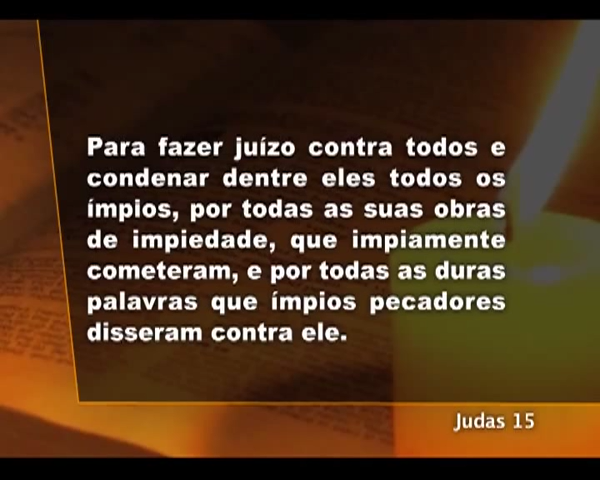 Para fazer juízo contra todos e
condenar dentre eles todos os
ímpios, por todas as suas obras
de impiedade, que impiamente
cometeram, e por todas as duras
palavras que ímpios pecadores
disseram contra ele.
Judas 15